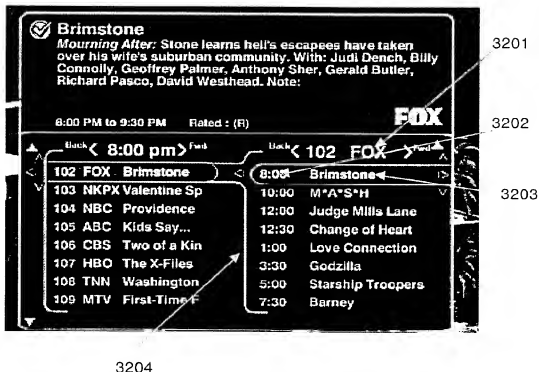 Brimstone
Mourning After: Stone learns hell's escapees have taken
over his wife's suburban community. With: Judi Dench, Billy
Connolly, Geoffrey Palmer, Anthony Sher, Gerald Butler,
Richard Pasco, David Westhead. Note:
8:00 PM to 9:30 PM Rated : (R)
FOX
Back < 8:00 pm > Fwd
102 FOX Brimstone
103 NKPX Valentine Sp
104 NBC Providence
105 ABC Kids Say...
106 CBS Two of a Kin
107 HBO The X-Files
108 TNN Washington
109 MTV First-Time F
Back < 102 FOX > Fwd
8:00 Brimstone
10:00 M*A*S*H
12:00 Judge Mills Lane
12:30 Change of Heart
1:00 Love Connection
3:30 Godzilla
5:00 Starship Troopers
7:30 Barney
3201
3202
3203
3204